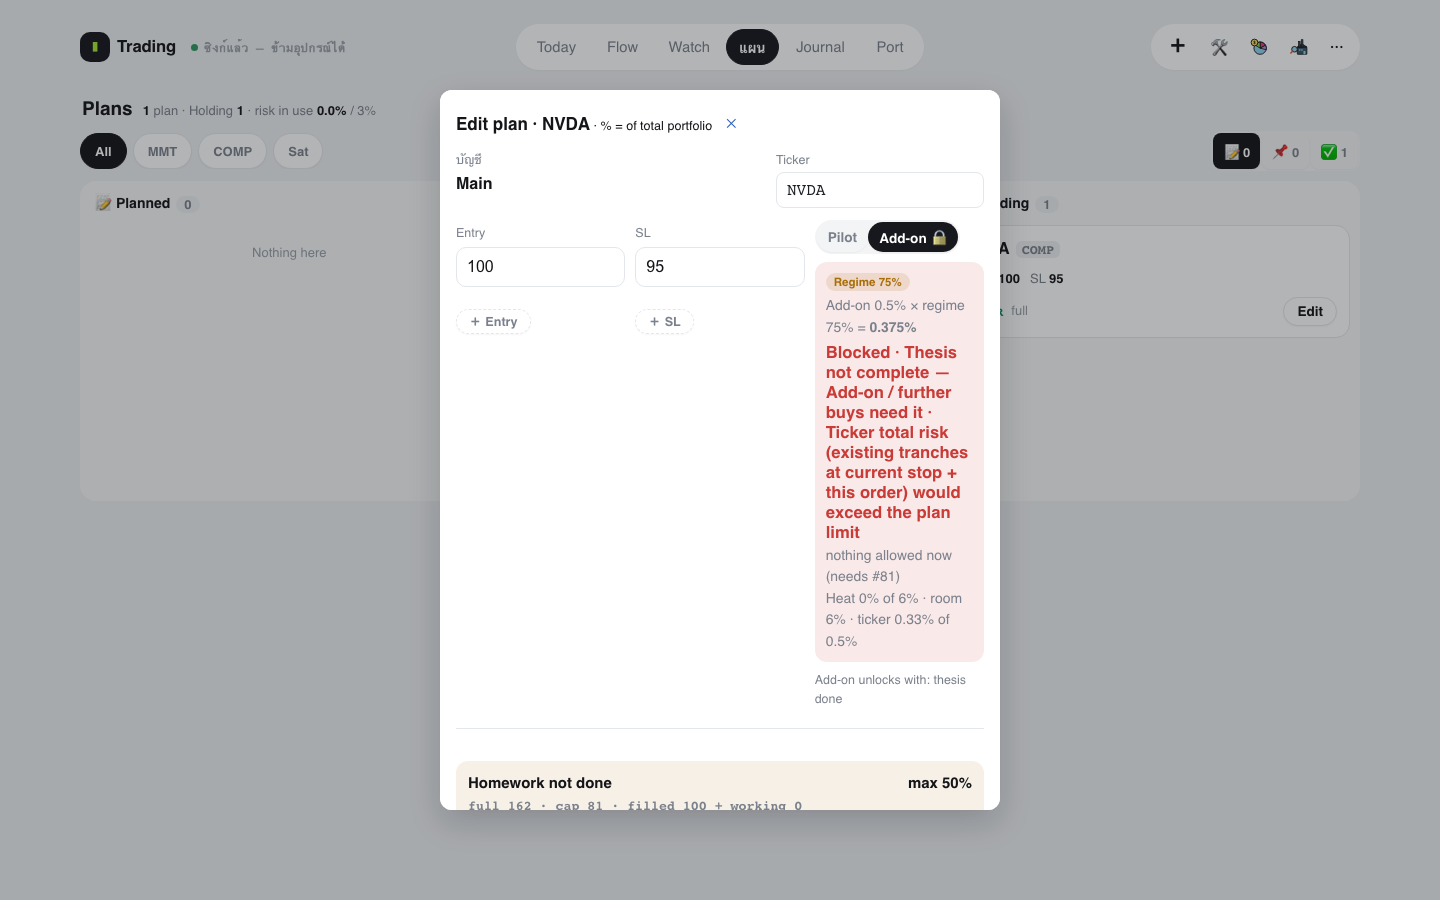 Trading
ซิงก์แล้ว — ข้ามอุปกรณ์ได้
Today
Flow
Watch
แผน
Journal
Port
Plans
1 plan · Holding 1 · risk in use 0.0% / 3%
All
MMT
COMP
Sat
0
0
1
Planned 0
Nothing here
ding 1
A COMP
100 SL 95
full
Edit
Edit plan · NVDA · % = of total portfolio
บัญชี
Main
Ticker
NVDA
Entry
100
SL
95
+ Entry
+ SL
Pilot
Add-on
Regime 75%
Add-on 0.5% × regime
75% = 0.375%
Blocked · Thesis
not complete —
Add-on / further
buys need it ·
Ticker total risk
(existing tranches
at current stop +
this order) would
exceed the plan
limit
nothing allowed now
(needs #81)
Heat 0% of 6% · room
6% · ticker 0.33% of
0.5%
Add-on unlocks with: thesis
done
Homework not done
max 50%
full 162 · cap 81 · filled 100 + working 0